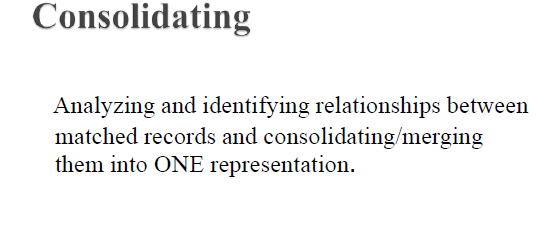 Consolidating
Analyzing and identifying relationships between
matched records and consolidating/merging
them into ONE representation.